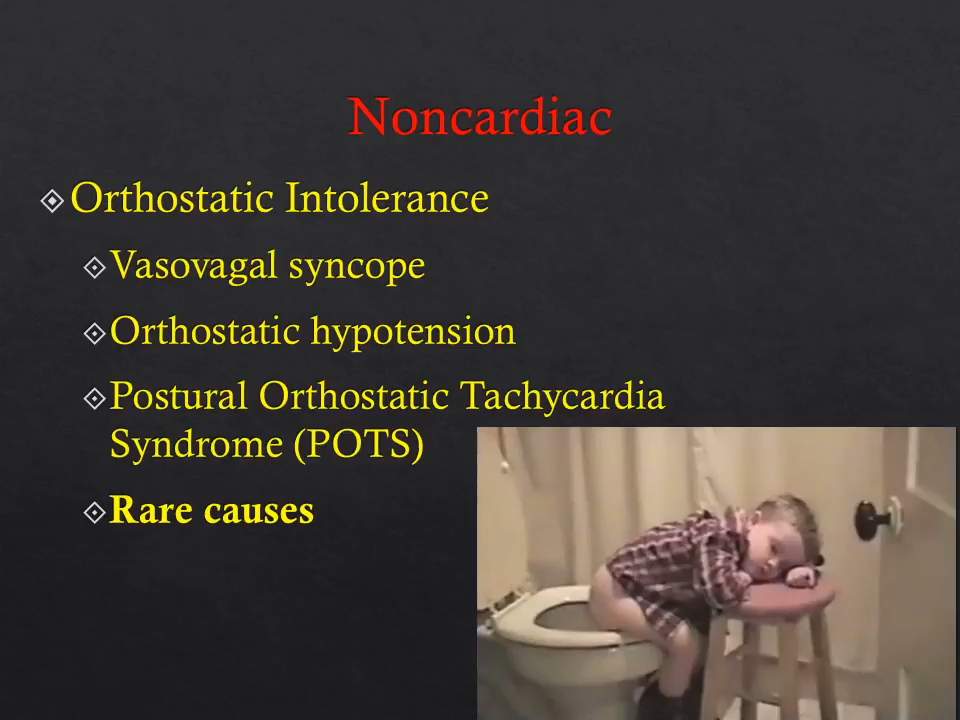 Noncardiac
Orthostatic Intolerance
Vasovagal syncope
Orthostatic hypotension
Postural Orthostatic Tachycardia
Syndrome (POTS)
Rare causes